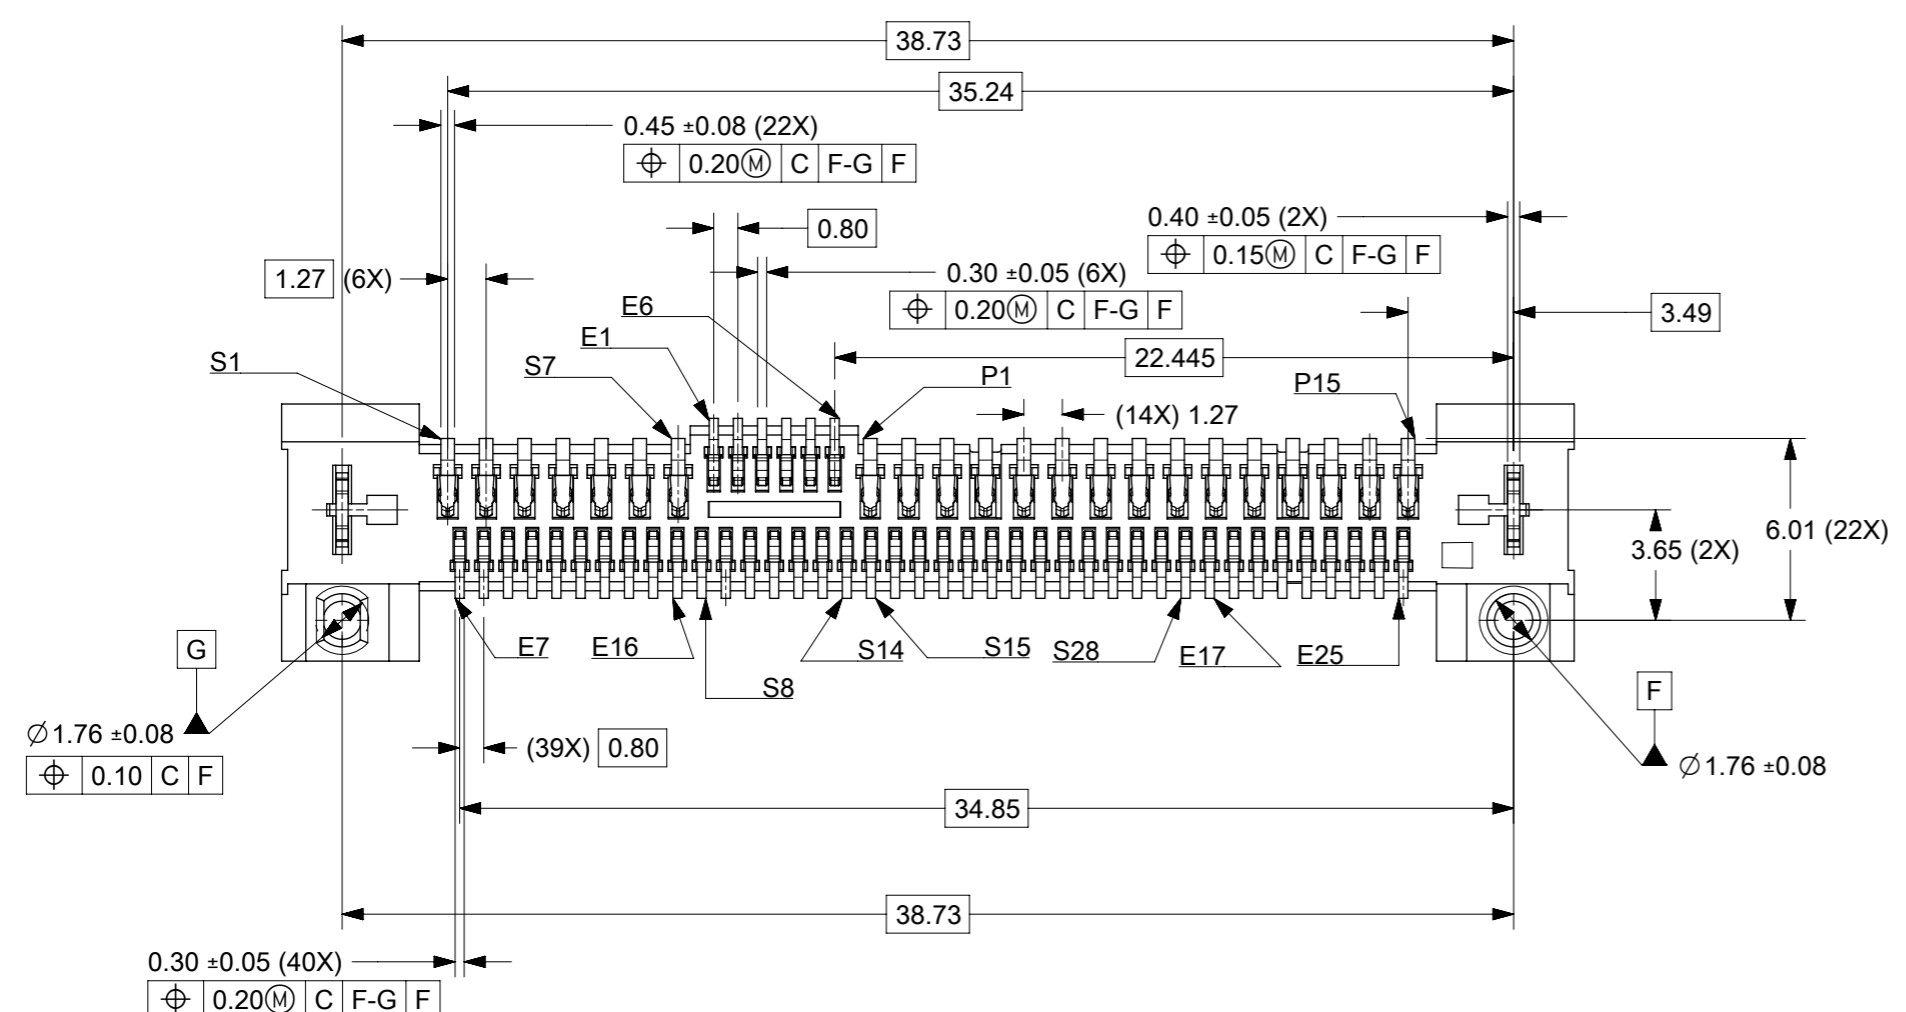 38.73
35.24
0.45 ±0.08 (22X)
⌖ 0.20Ⓜ C F-G F
0.40 ±0.05 (2X)
⌖ 0.15Ⓜ C F-G F
0.80
1.27 (6X)
0.30 ±0.05 (6X)
⌖ 0.20Ⓜ C F-G F
E6
3.49
E1
22.445
S1
S7
P1
P15
(14X) 1.27
6.01 (22X)
3.65 (2X)
G
E7
E16
S14
S15
S28
E17
E25
S8
F
∅1.76 ±0.08
⌖ 0.10 C F
(39X) 0.80
∅1.76 ±0.08
34.85
38.73
0.30 ±0.05 (40X)
⌖ 0.20Ⓜ C F-G F